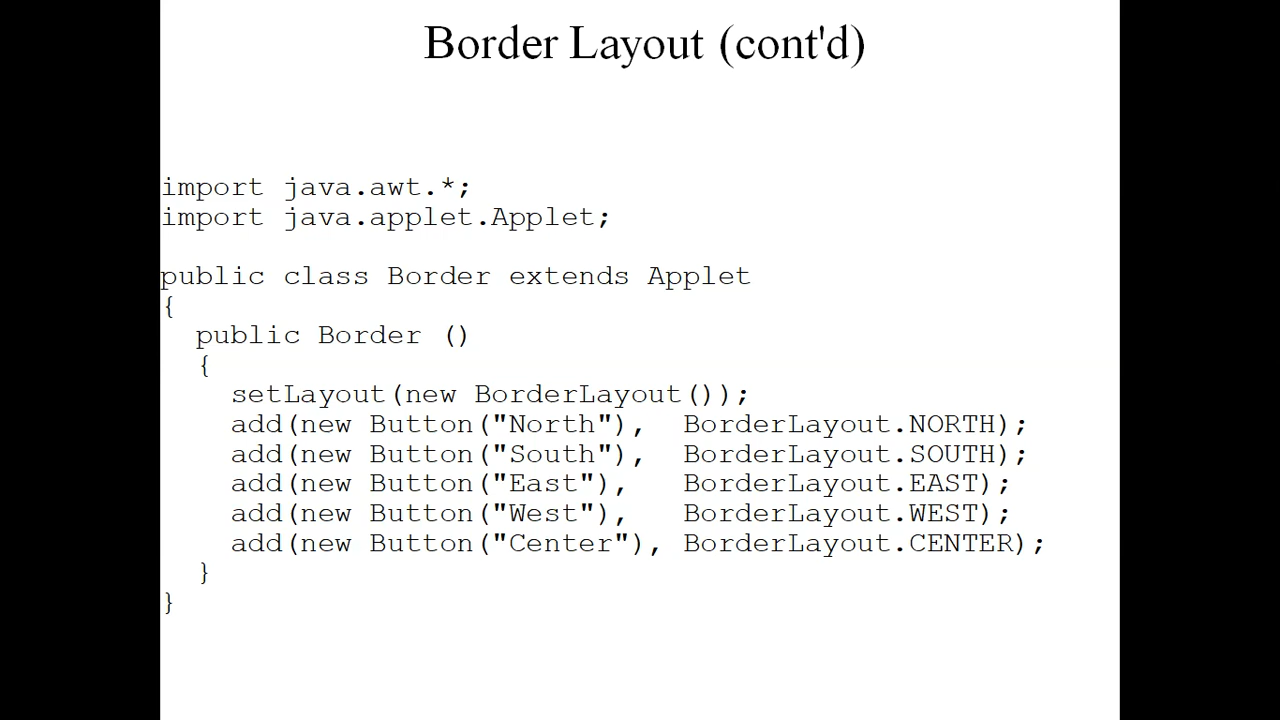 Border Layout (cont'd)
import java.awt.*;
import java.applet.Applet;
public class Border extends Applet
{
  public Border ()
  {
    setLayout(new BorderLayout());
    add(new Button("North"),  BorderLayout.NORTH);
    add(new Button("South"),  BorderLayout.SOUTH);
    add(new Button("East"),   BorderLayout.EAST);
    add(new Button("West"),   BorderLayout.WEST);
    add(new Button("Center"), BorderLayout.CENTER);
  }
}